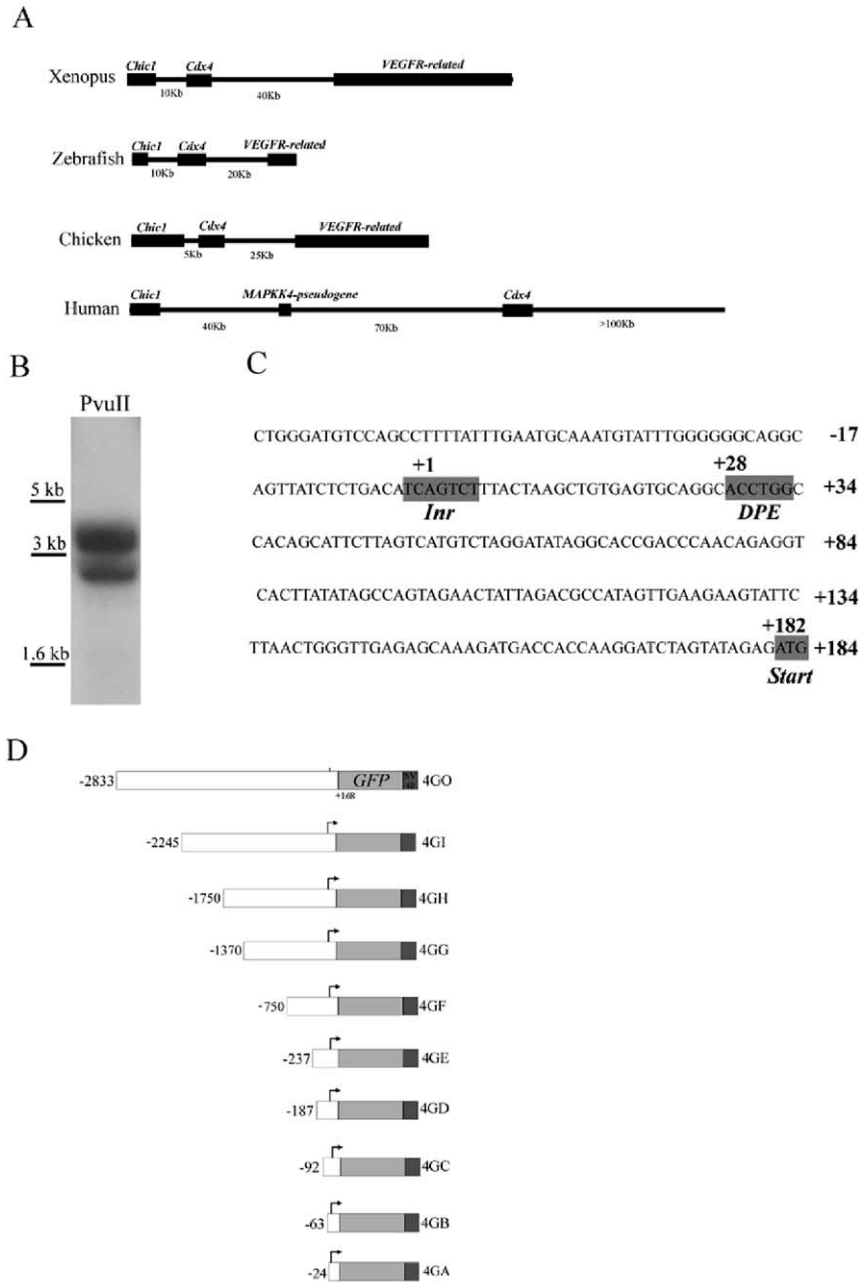 A
Xenopus
Chic1 Cdx4 VEGFR-related
10Kb 40Kb
Zebrafish
Chic1 Cdx4 VEGFR-related
10Kb 20Kb
Chicken
Chic1 Cdx4 VEGFR-related
5Kb 25Kb
Human
Chic1 MAPKK4-pseudogene Cdx4
40Kb 70Kb >100Kb
B
PvuII
5 kb
3 kb
1.6 kb
C
CTGGGATGTCCAGCCTTTTATTTGAATGCAAATGTATTTGGGGGGCAGGC -17
+1 +28
AGTTATCTCTGACATCAGTCTTTACTAAGCTGTGAGTGCAGGCACCTGGC +34
Inr DPE
CACAGCATTCTTAGTCATGTCTAGGATATAGGCACCGACCCAACAGAGGT +84
CACTTATATAGCCAGTAGAACTATTAGACGCCATAGTTGAAGAAGTATTC +134
+182
TTAACTGGGTTGAGAGCAAAGATGACCACCAAGGATCTAGTATAGAGATG +184
Start
D
-2833 GFP SV 40 4GO
+168
-2245 4GI
-1750 4GH
-1370 4GG
-750 4GF
-237 4GE
-187 4GD
-92 4GC
-63 4GB
-24 4GA